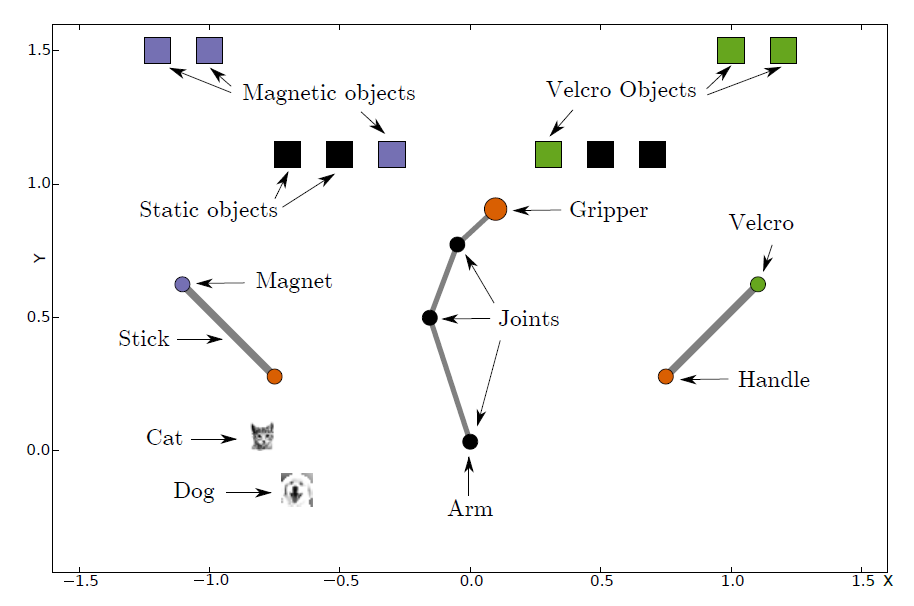 1.5
Magnetic objects
Velcro Objects
1.0
Static objects
Gripper
Velcro
Y
Magnet
0.5
Stick
Joints
Handle
Cat
0.0
Dog
Arm
−1.5 −1.0 −0.5 0.0 0.5 1.0 1.5 X